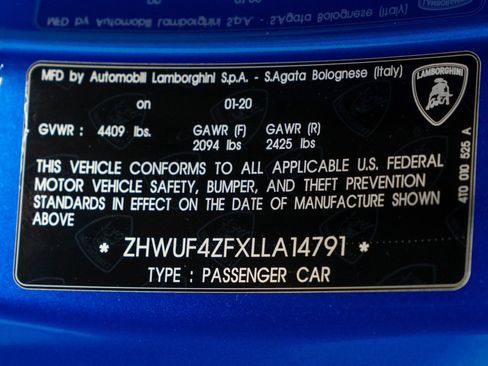 MFD by Automobili Lamborghini S.p.A. - S.Agata Bolognese (Italy)
on 01-20
GVWR : 4409 lbs. GAWR (F) GAWR (R)
2094 lbs 2425 lbs
THIS VEHICLE CONFORMS TO ALL APPLICABLE U.S. FEDERAL
MOTOR VEHICLE SAFETY, BUMPER, AND THEFT PREVENTION
STANDARDS IN EFFECT ON THE DATE OF MANUFACTURE SHOWN
ABOVE
* ZHWUF4ZFXLLA14791 *
TYPE : PASSENGER CAR
LAMBORGHINI
4T0 010 525 A